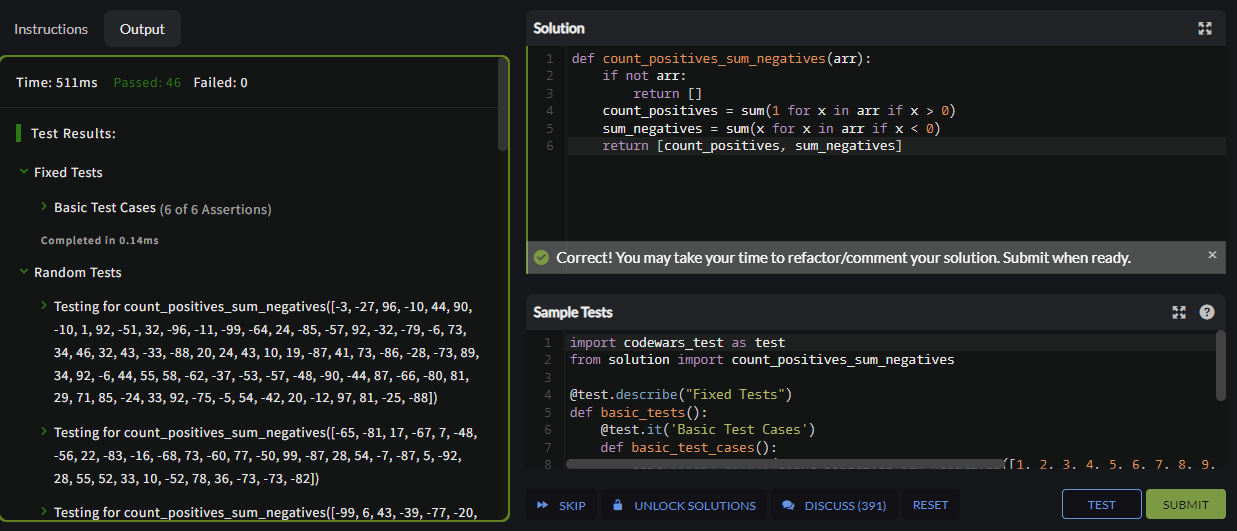 Instructions
Output
Time: 511ms Passed: 46 Failed: 0
Test Results:
Fixed Tests
Basic Test Cases (6 of 6 Assertions)
Completed in 0.14ms
Random Tests
Testing for count_positives_sum_negatives([-3, -27, 96, -10, 44, 90,
-10, 1, 92, -51, 32, -96, -11, -99, -64, 24, -85, -57, 92, -32, -79, -6, 73,
34, 46, 32, 43, -33, -88, 20, 24, 43, 10, 19, -87, 41, 73, -86, -28, -73, 89,
34, 92, -6, 44, 55, 58, -62, -37, -53, -57, -48, -90, -44, 87, -66, -80, 81,
29, 71, 85, -24, 33, 92, -75, -5, 54, -42, 20, -12, 97, 81, -25, -88])
Testing for count_positives_sum_negatives([-65, -81, 17, -67, 7, -48,
-56, 22, -83, -16, -68, 73, -60, 77, -50, 99, -87, 28, 54, -7, -87, 5, -92,
28, 55, 52, 33, 10, -52, 78, 36, -73, -73, -82])
Testing for count_positives_sum_negatives([-99, 6, 43, -39, -77, -20,
Solution
1 def count_positives_sum_negatives(arr):
2 if not arr:
3 return []
4 count_positives = sum(1 for x in arr if x > 0)
5 sum_negatives = sum(x for x in arr if x < 0)
6 return [count_positives, sum_negatives]
Correct! You may take your time to refactor/comment your solution. Submit when ready.
×
Sample Tests
?
1 import codewars_test as test
2 from solution import count_positives_sum_negatives
3
4 @test.describe("Fixed Tests")
5 def basic_tests():
6 @test.it('Basic Test Cases')
7 def basic_test_cases():
8 ([1, 2, 3, 4, 5, 6, 7, 8, 9,
SKIP
UNLOCK SOLUTIONS
DISCUSS (391)
RESET
TEST
SUBMIT